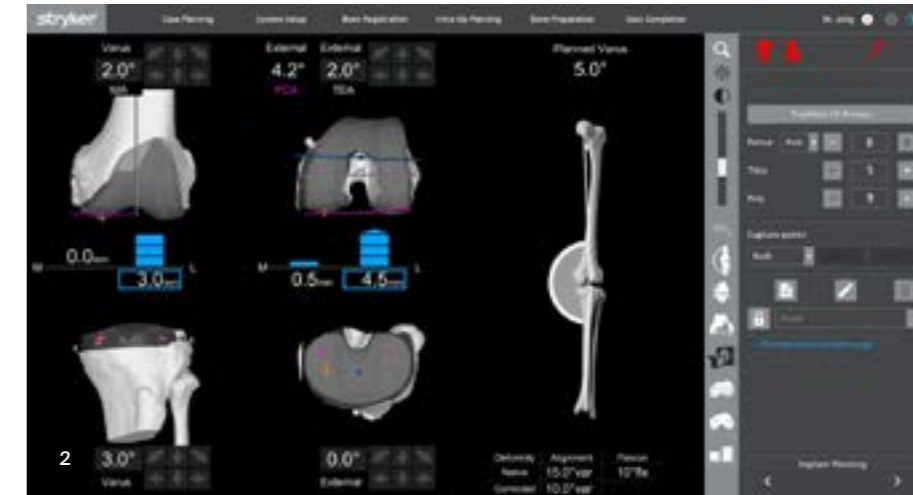 stryker
Case Planning System Setup Bone Registration Intra-Op Planning Bone Preparation Case Completion
Varus
2.0°
N/A
External External
4.2° 2.0°
PCA TEA
Planned Varus
5.0°
0.0mm
M L
3.0mm
M L
0.5mm 4.5mm
2
3.0°
Varus
0.0°
External
Deformity Alignment Flexion
Native 15.0°var 10°flx
Corrected 10.0°var
Femur
Tibia
Poly
Capture points
Implant Planning